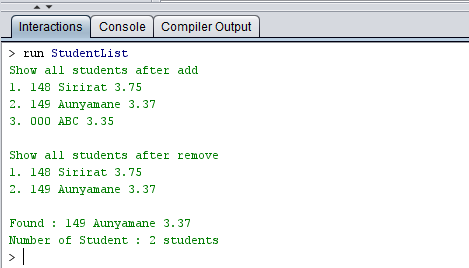 Interactions Console Compiler Output
> run StudentList
Show all students after add
1. 148 Sirirat 3.75
2. 149 Aunyamane 3.37
3. 000 ABC 3.35
Show all students after remove
1. 148 Sirirat 3.75
2. 149 Aunyamane 3.37
Found : 149 Aunyamane 3.37
Number of Student : 2 students
>